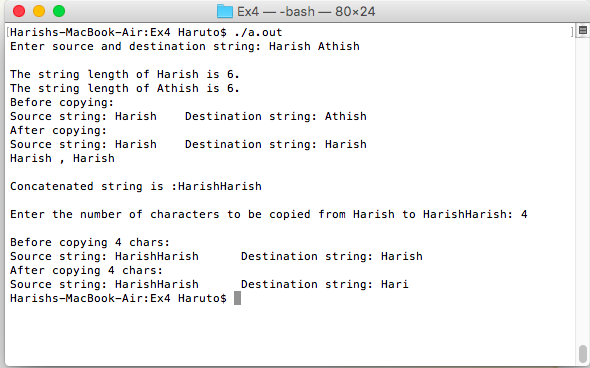 Ex4 — -bash — 80×24
[Harishs-MacBook-Air:Ex4 Haruto$ ./a.out ]
Enter source and destination string: Harish Athish
The string length of Harish is 6.
The string length of Athish is 6.
Before copying:
Source string: Harish    Destination string: Athish
After copying:
Source string: Harish    Destination string: Harish
Harish , Harish
Concatenated string is :HarishHarish
Enter the number of characters to be copied from Harish to HarishHarish: 4
Before copying 4 chars:
Source string: HarishHarish      Destination string: Harish
After copying 4 chars:
Source string: HarishHarish      Destination string: Hari
Harishs-MacBook-Air:Ex4 Haruto$